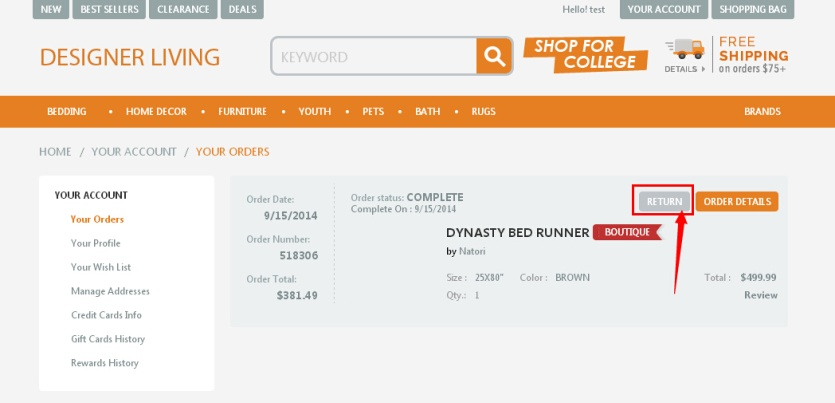 NEW BEST SELLERS CLEARANCE DEALS Hello! test YOUR ACCOUNT SHOPPING BAG
DESIGNER LIVING
KEYWORD
SHOP FOR
COLLEGE
DETAILS
FREE
SHIPPING
on orders $75+
BEDDING • HOME DECOR • FURNITURE • YOUTH • PETS • BATH • RUGS BRANDS
HOME / YOUR ACCOUNT / YOUR ORDERS
YOUR ACCOUNT
Your Orders
Your Profile
Your Wish List
Manage Addresses
Credit Cards Info
Gift Cards History
Rewards History
Order Date:
9/15/2014
Order Number:
518306
Order Total:
$381.49
Order status: COMPLETE
Complete On : 9/15/2014
RETURN ORDER DETAILS
DYNASTY BED RUNNER BOUTIQUE
by Natori
Size : 25X80" Color : BROWN Total : $499.99
Qty.: 1 Review